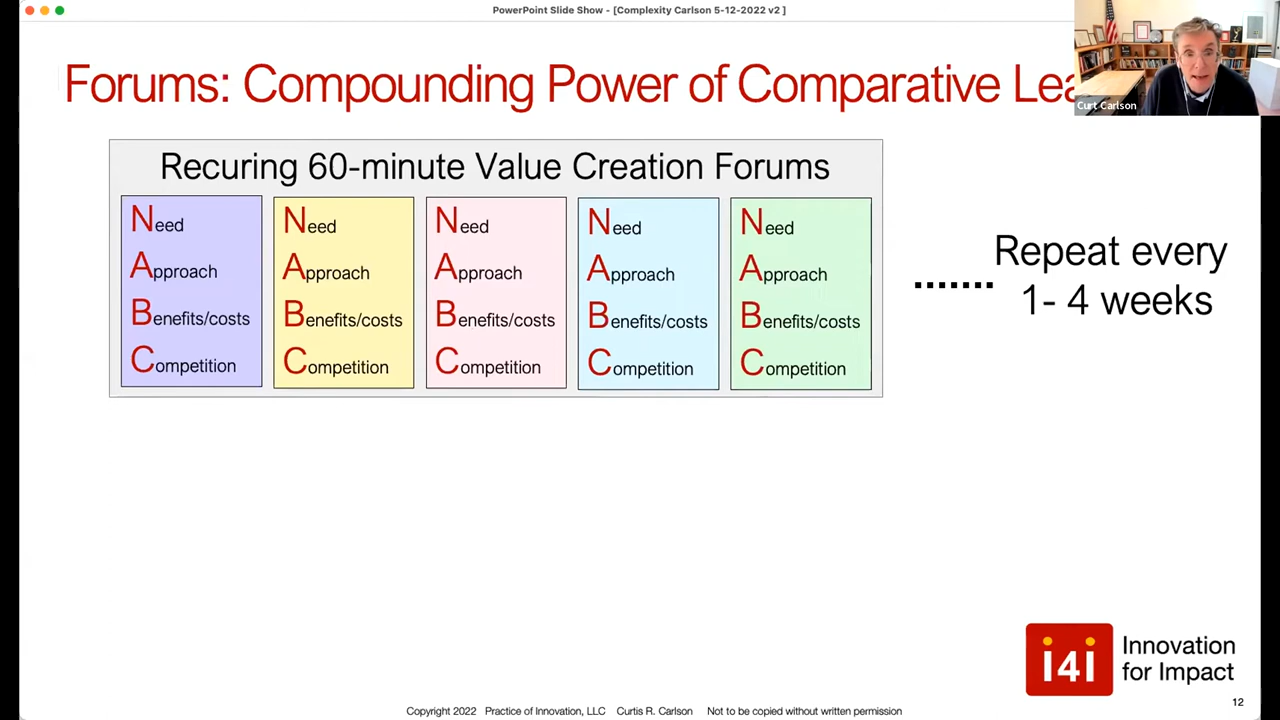 PowerPoint Slide Show - [Complexity Carlson 5-12-2022 v2 ]
Forums: Compounding Power of Comparative
Curt Carlson
Recuring 60-minute Value Creation Forums
Need
Approach
Benefits/costs
Competition
Need
Approach
Benefits/costs
Competition
Need
Approach
Benefits/costs
Competition
Need
Approach
Benefits/costs
Competition
Need
Approach
Benefits/costs
Competition
Repeat every
1- 4 weeks
i4i
Innovation
for Impact
Copyright 2022 Practice of Innovation, LLC Curtis R. Carlson Not to be copied without written permission
12